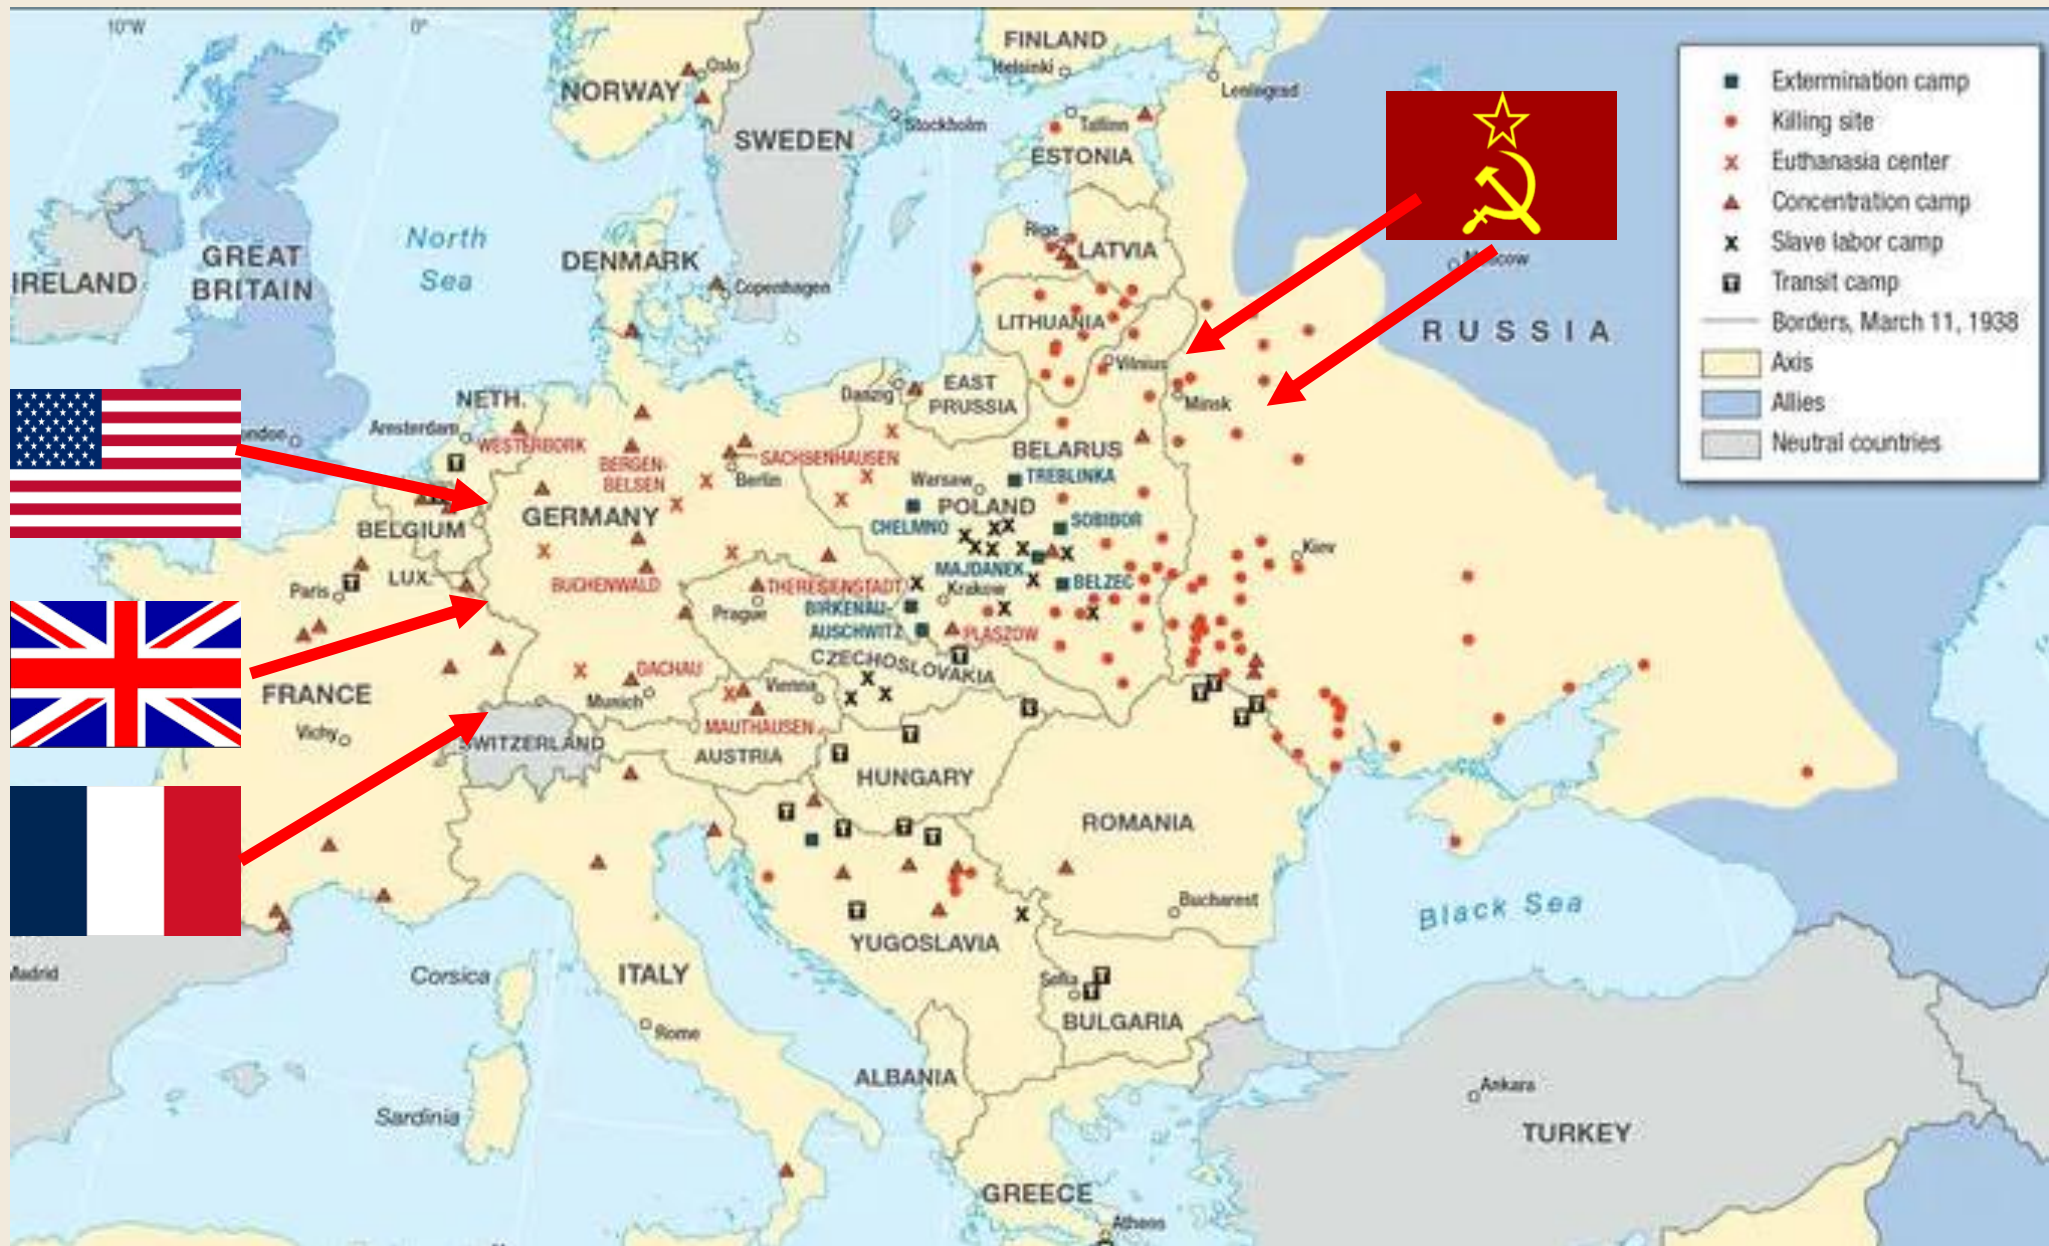 10°W
0°
FINLAND
Helsinki
Leningrad
NORWAY
Oslo
SWEDEN
Stockholm
Tallinn
ESTONIA
Extermination camp
Killing site
Euthanasia center
Concentration camp
Slave labor camp
T Transit camp
Borders, March 11, 1938
Axis
Allies
Neutral countries
North
Sea
GREAT
BRITAIN
IRELAND
DENMARK
Copenhagen
Riga
LATVIA
Moscow
RUSSIA
LITHUANIA
Vilnius
Minsk
EAST
PRUSSIA
Danzig
NETH.
Amsterdam
WESTERBORK
ndon
BERGEN-
BELSEN
SACHSENHAUSEN
Berlin
BELARUS
Warsaw
TREBLINKA
POLAND
CHELMNO
SOBIBOR
GERMANY
BELGIUM
LUX.
Paris
BUCHENWALD
THERESIENSTADT
Prague
MAJDANEK
BELZEC
Krakow
BIRKENAU-
AUSCHWITZ
PLASZOW
Kiev
CZECHOSLOVAKIA
DACHAU
Munich
Vienna
MAUTHAUSEN
FRANCE
Vichy
SWITZERLAND
AUSTRIA
HUNGARY
ROMANIA
Bucharest
Black Sea
YUGOSLAVIA
Madrid
Corsica
ITALY
Rome
Sofia
BULGARIA
ALBANIA
Sardinia
Ankara
TURKEY
GREECE
Athens